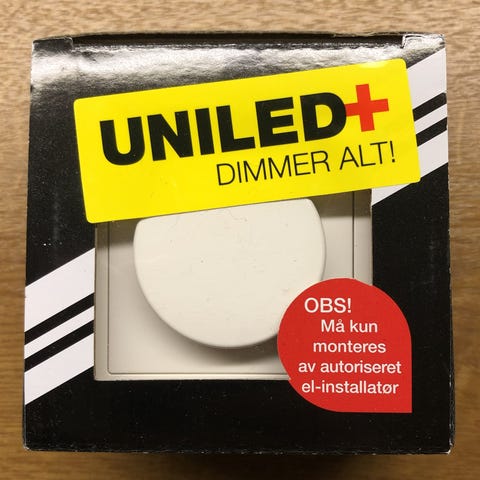 UNILED+
DIMMER ALT!
OBS!
Må kun
monteres
av autoriseret
el-installatør